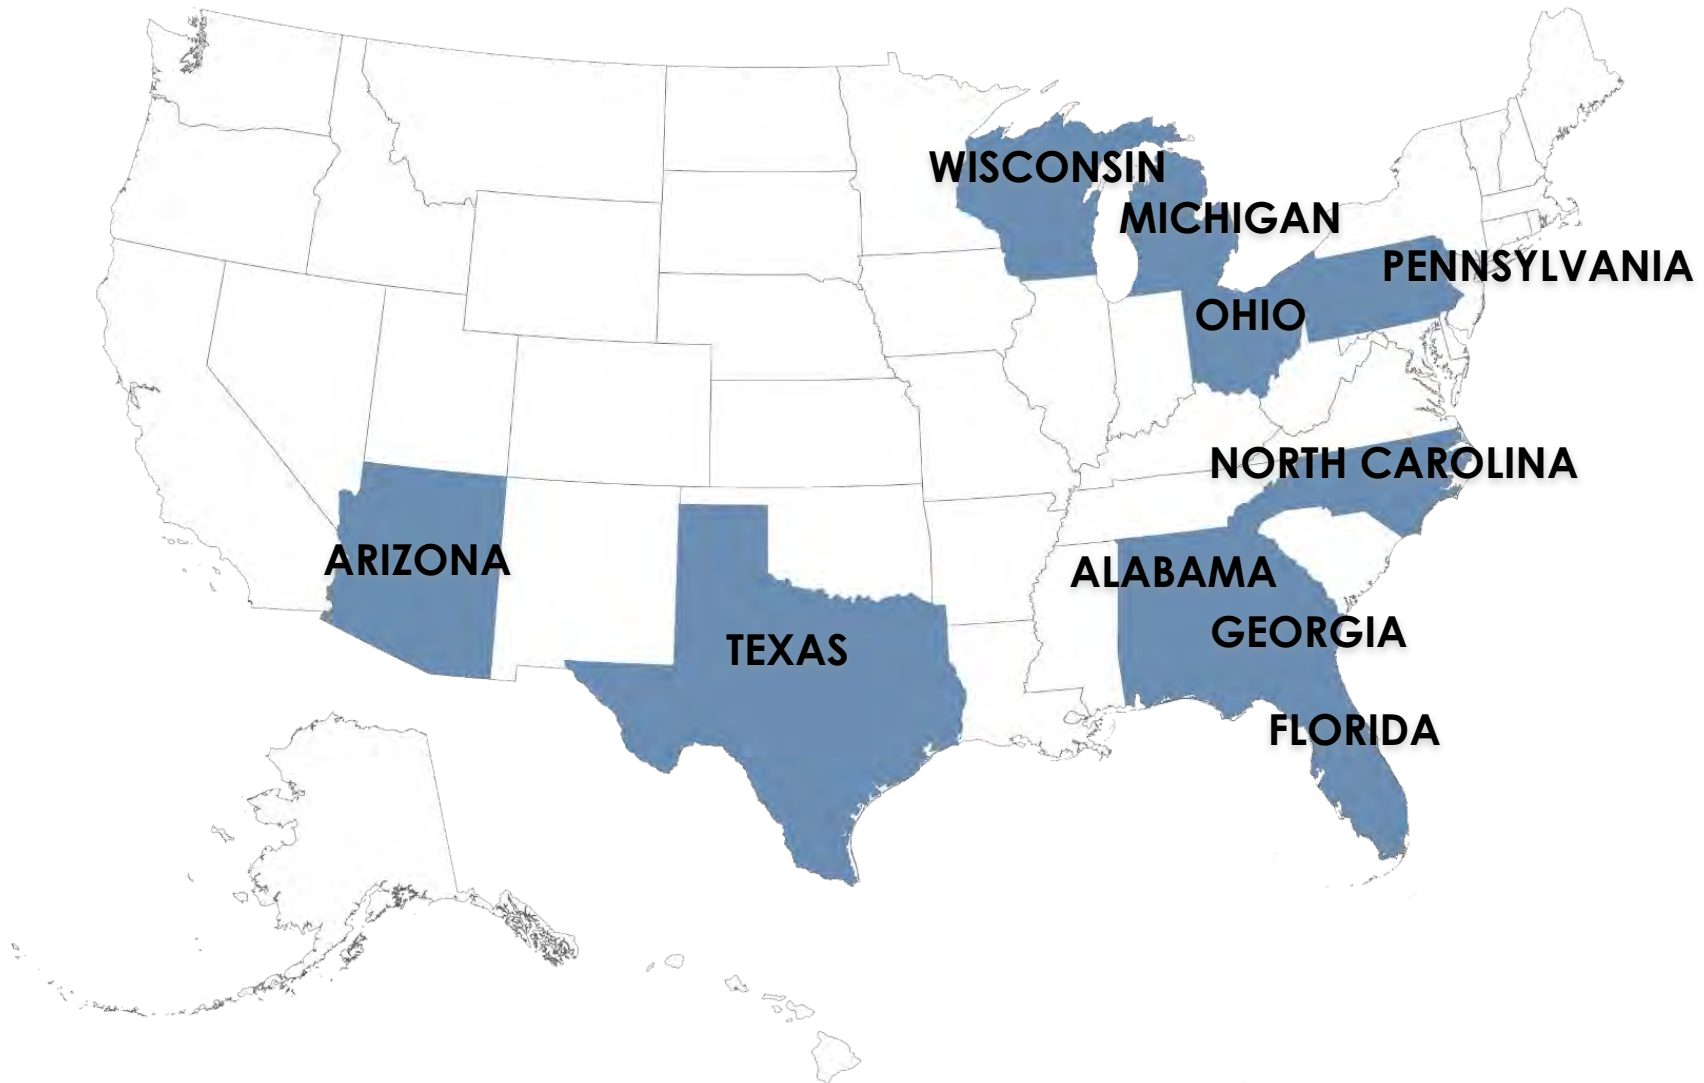 WISCONSIN
MICHIGAN
PENNSYLVANIA
OHIO
NORTH CAROLINA
ARIZONA
ALABAMA
GEORGIA
TEXAS
FLORIDA